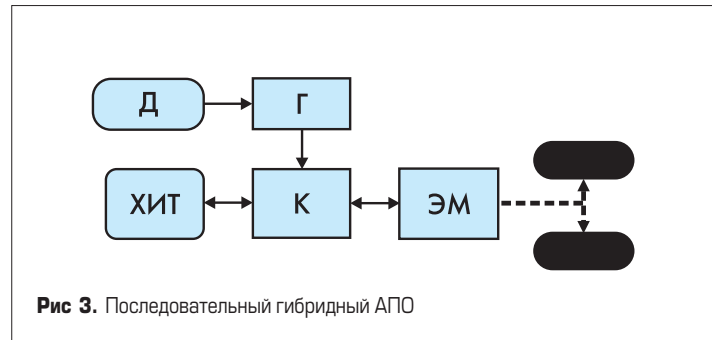 Д
Г
ХИТ
К
ЭМ
Рис 3. Последовательный гибридный АПО